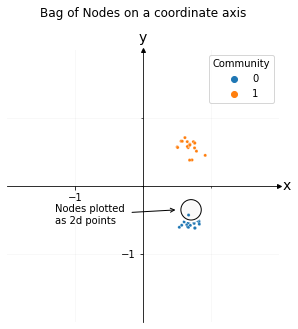 Bag of Nodes on a coordinate axis
y
Community
0
1
x
−1
Nodes plotted
as 2d points
−1